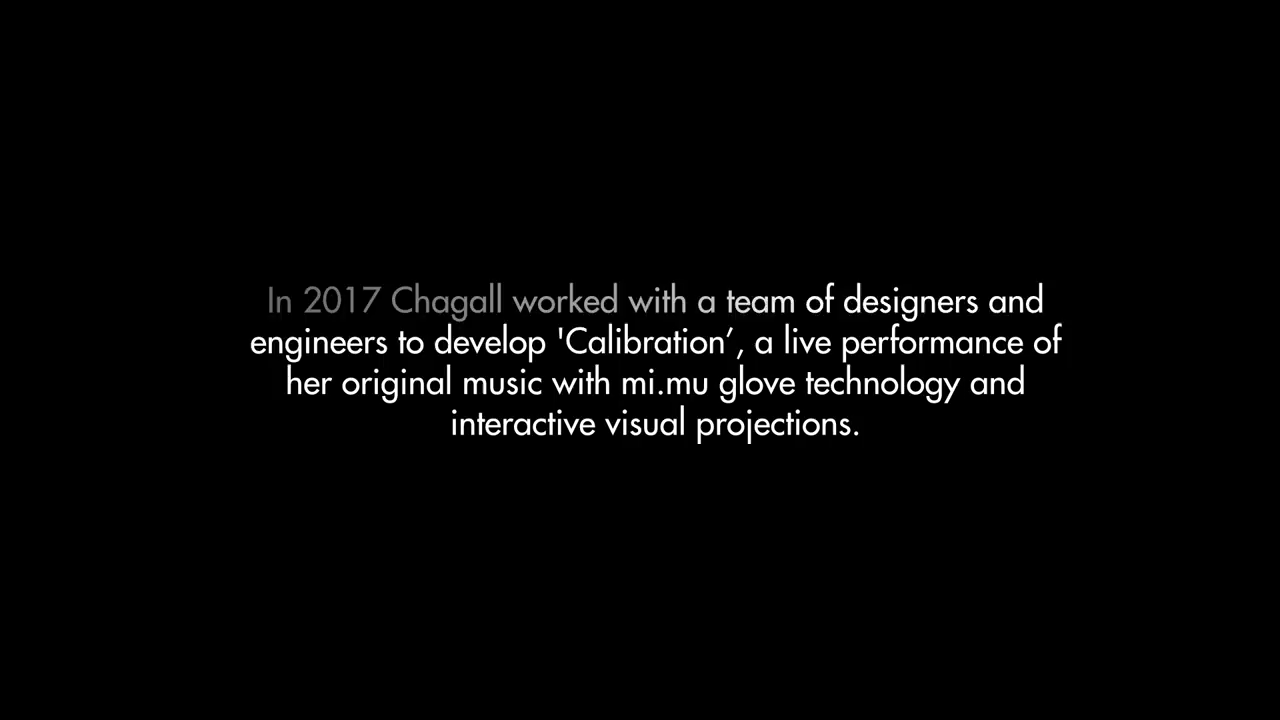 In 2017 Chagall worked with a team of designers and
engineers to develop 'Calibration’, a live performance of
her original music with mi.mu glove technology and
interactive visual projections.